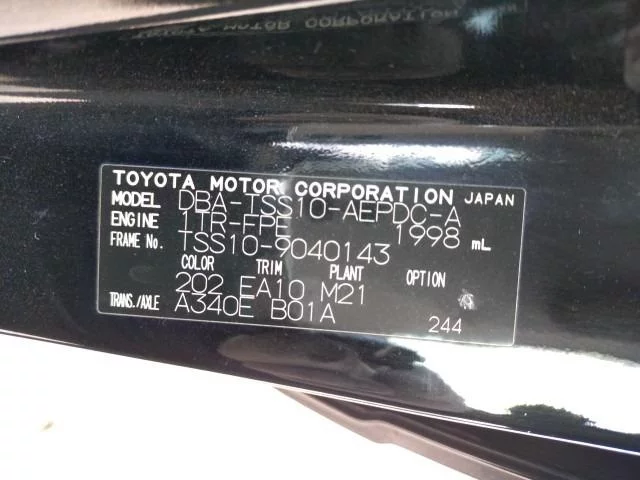 TOYOTA MOTOR CORPORATION JAPAN
MODEL DBA-TSS10-AEPDC-A
ENGINE 1TR-FPE 1998 mL
FRAME No. TSS10-9040143
COLOR TRIM PLANT OPTION
202 EA10 M21
TRANS./AXLE A340E B01A
244